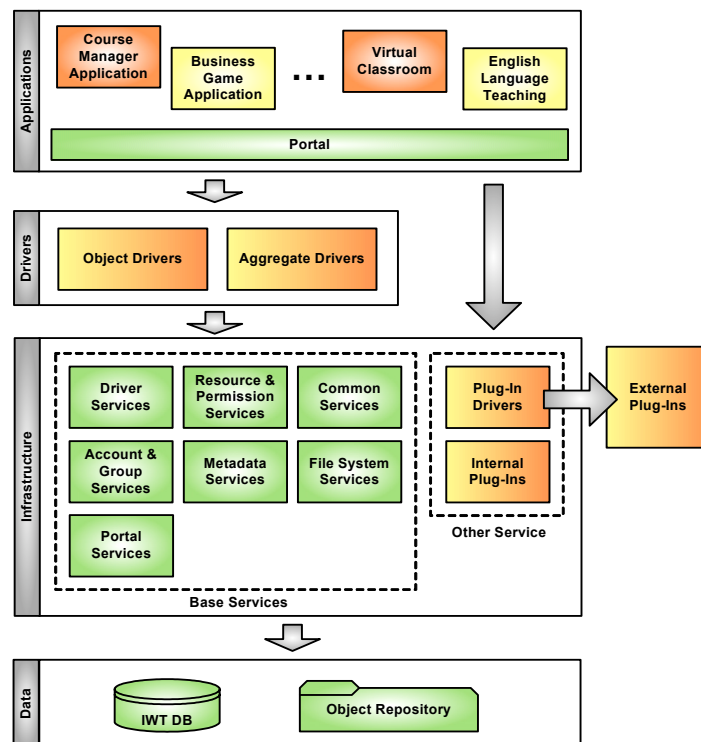 Applications
Course
Manager
Application
Business
Game
Application
...
Virtual
Classroom
English
Language
Teaching
Portal
Drivers
Object Drivers
Aggregate Drivers
Infrastructure
Driver
Services
Resource &
Permission
Services
Common
Services
Account &
Group
Services
Metadata
Services
File System
Services
Portal
Services
Base Services
Plug-In
Drivers
Internal
Plug-Ins
Other Service
External
Plug-Ins
Data
IWT DB
Object Repository